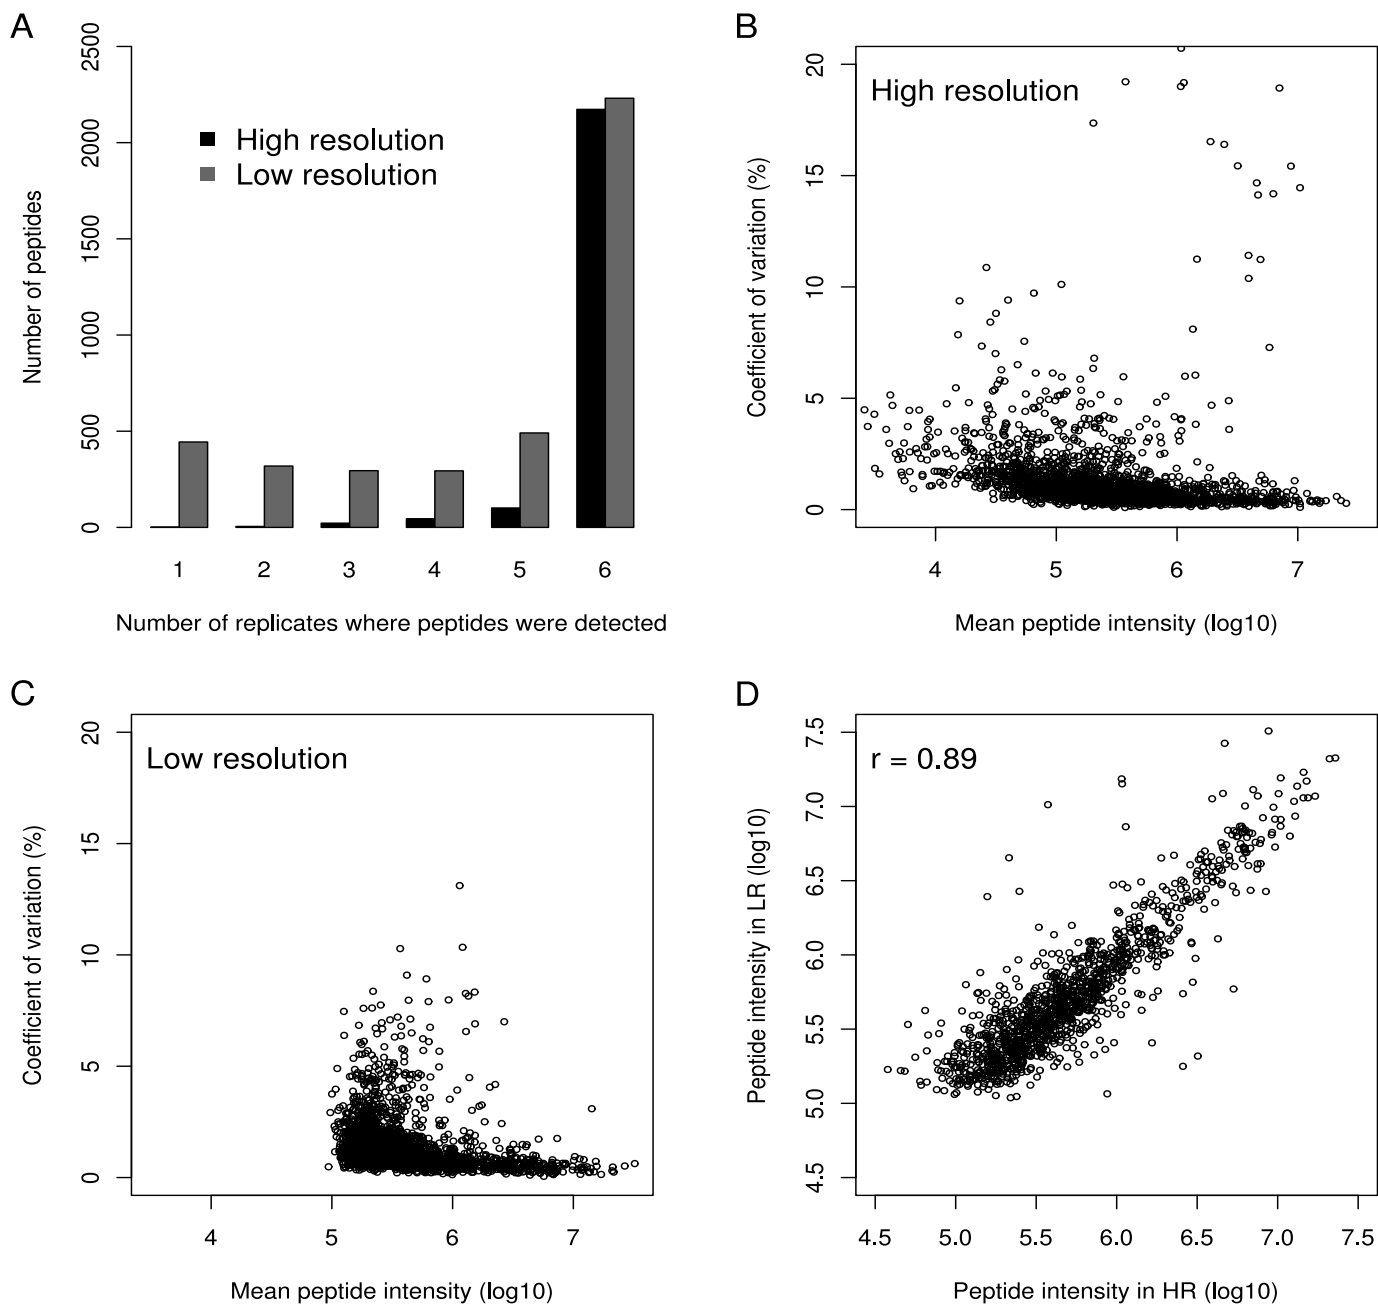 A
2500
2000
1500
1000
500
0
Number of peptides
High resolution
Low resolution
1 2 3 4 5 6
Number of replicates where peptides were detected
B
20
15
10
5
0
Coefficient of variation (%)
High resolution
4 5 6 7
Mean peptide intensity (log10)
C
20
15
10
5
0
Coefficient of variation (%)
Low resolution
4 5 6 7
Mean peptide intensity (log10)
D
7.5
7.0
6.5
6.0
5.5
5.0
4.5
Peptide intensity in LR (log10)
r = 0.89
4.5 5.0 5.5 6.0 6.5 7.0 7.5
Peptide intensity in HR (log10)